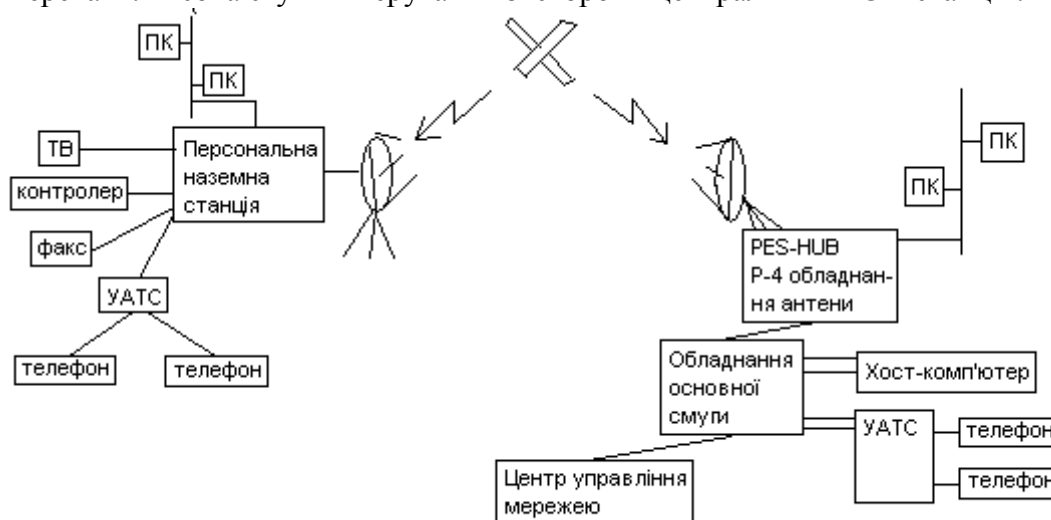 ПК
ПК
ТВ
Персональна
наземна
станція
контролер
факс
УАТС
телефон
телефон
ПК
ПК
PES-HUB
Р-4 обладнан-
ня антени
Обладнання
основної
смуги
Хост-комп'ютер
УАТС
телефон
телефон
Центр управління
мережею